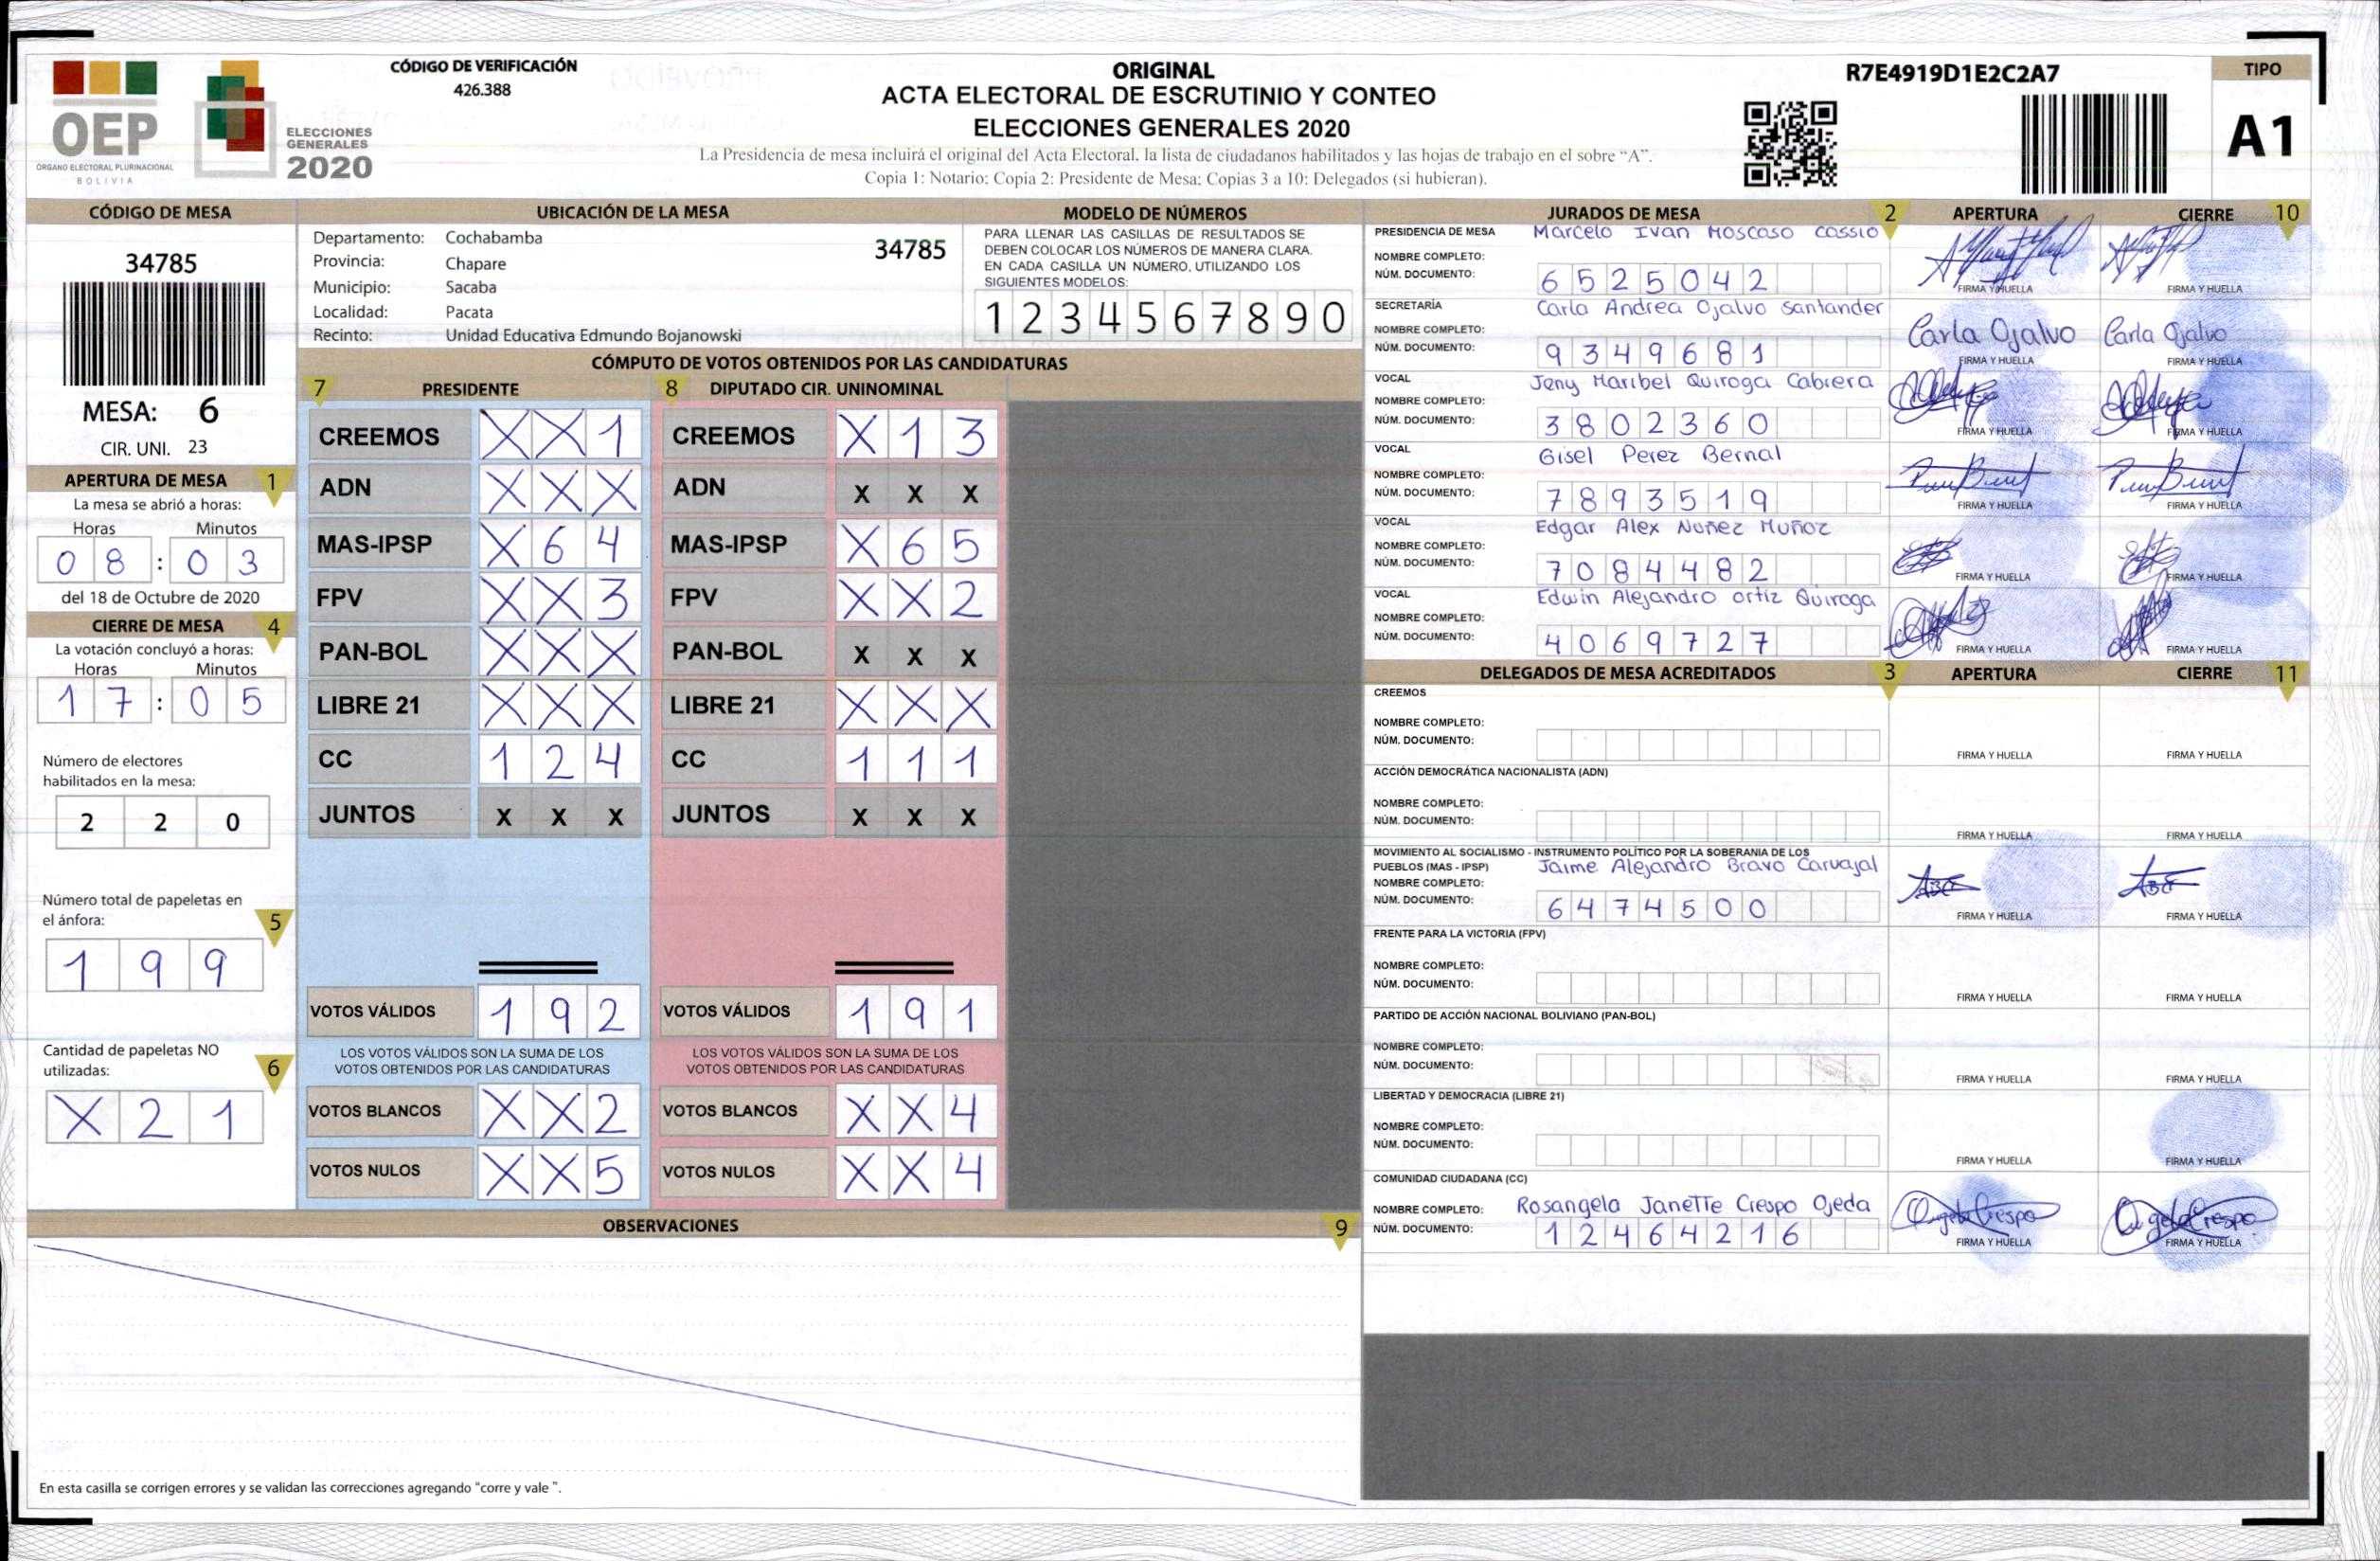 CÓDIGO DE VERIFICACIÓN
426.388
OEP
ÓRGANO ELECTORAL PLURINACIONAL
BOLIVIA
ELECCIONES
GENERALES
2020
ORIGINAL
ACTA ELECTORAL DE ESCRUTINIO Y CONTEO
ELECCIONES GENERALES 2020
La Presidencia de mesa incluirá el original del Acta Electoral, la lista de ciudadanos habilitados y las hojas de trabajo en el sobre “A”.
Copia 1: Notario; Copia 2: Presidente de Mesa; Copias 3 a 10: Delegados (si hubieran).
R7E4919D1E2C2A7
TIPO
A1
CÓDIGO DE MESA
34785
MESA: 6
CIR. UNI. 23
APERTURA DE MESA 1
La mesa se abrió a horas:
Horas Minutos
0 8 : 0 3
del 18 de Octubre de 2020
CIERRE DE MESA 4
La votación concluyó a horas:
Horas Minutos
1 7 : 0 5
Número de electores
habilitados en la mesa:
2 2 0
Número total de papeletas en
el ánfora: 5
1 9 9
Cantidad de papeletas NO
utilizadas: 6
X 2 1
UBICACIÓN DE LA MESA
Departamento: Cochabamba 34785
Provincia: Chapare
Municipio: Sacaba
Localidad: Pacata
Recinto: Unidad Educativa Edmundo Bojanowski
MODELO DE NÚMEROS
PARA LLENAR LAS CASILLAS DE RESULTADOS SE
DEBEN COLOCAR LOS NÚMEROS DE MANERA CLARA.
EN CADA CASILLA UN NÚMERO, UTILIZANDO LOS
SIGUIENTES MODELOS:
1 2 3 4 5 6 7 8 9 0
CÓMPUTO DE VOTOS OBTENIDOS POR LAS CANDIDATURAS
7 PRESIDENTE 8 DIPUTADO CIR. UNINOMINAL
CREEMOS X X 1 CREEMOS X 1 3
ADN X X X ADN X X X
MAS-IPSP X 6 4 MAS-IPSP X 6 5
FPV X X 3 FPV X X 2
PAN-BOL X X X PAN-BOL X X X
LIBRE 21 X X X LIBRE 21 X X X
CC 1 2 4 CC 1 1 1
JUNTOS X X X JUNTOS X X X
VOTOS VÁLIDOS 1 9 2 VOTOS VÁLIDOS 1 9 1
LOS VOTOS VÁLIDOS SON LA SUMA DE LOS LOS VOTOS VÁLIDOS SON LA SUMA DE LOS
VOTOS OBTENIDOS POR LAS CANDIDATURAS VOTOS OBTENIDOS POR LAS CANDIDATURAS
VOTOS BLANCOS X X 2 VOTOS BLANCOS X X 4
VOTOS NULOS X X 5 VOTOS NULOS X X 4
OBSERVACIONES 9
En esta casilla se corrigen errores y se validan las correcciones agregando “corre y vale ”.
JURADOS DE MESA 2 APERTURA CIERRE 10
PRESIDENCIA DE MESA Marcelo Ivan Moscoso Cossio
NOMBRE COMPLETO:
NÚM. DOCUMENTO: 6 5 2 5 0 4 2 FIRMA Y HUELLA FIRMA Y HUELLA
SECRETARÍA Carla Andrea Ojalvo Santander
NOMBRE COMPLETO: Carla Ojalvo Carla Ojalvo
NÚM. DOCUMENTO: 9 3 4 9 6 8 1 FIRMA Y HUELLA FIRMA Y HUELLA
VOCAL Jeny Maribel Quiroga Cabrera
NOMBRE COMPLETO:
NÚM. DOCUMENTO: 3 8 0 2 3 6 0 FIRMA Y HUELLA FIRMA Y HUELLA
VOCAL Gisel Perez Bernal
NOMBRE COMPLETO:
NÚM. DOCUMENTO: 7 8 9 3 5 1 9 FIRMA Y HUELLA FIRMA Y HUELLA
VOCAL Edgar Alex Nuñez Muñoz
NOMBRE COMPLETO:
NÚM. DOCUMENTO: 7 0 8 4 4 8 2 FIRMA Y HUELLA FIRMA Y HUELLA
VOCAL Edwin Alejandro Ortiz Quiroga
NOMBRE COMPLETO:
NÚM. DOCUMENTO: 4 0 6 9 7 2 7 FIRMA Y HUELLA FIRMA Y HUELLA
DELEGADOS DE MESA ACREDITADOS 3 APERTURA CIERRE 11
CREEMOS
NOMBRE COMPLETO:
NÚM. DOCUMENTO: FIRMA Y HUELLA FIRMA Y HUELLA
ACCIÓN DEMOCRÁTICA NACIONALISTA (ADN)
NOMBRE COMPLETO:
NÚM. DOCUMENTO: FIRMA Y HUELLA FIRMA Y HUELLA
MOVIMIENTO AL SOCIALISMO - INSTRUMENTO POLÍTICO POR LA SOBERANIA DE LOS
PUEBLOS (MAS - IPSP) Jaime Alejandro Bravo Carvajal
NOMBRE COMPLETO:
NÚM. DOCUMENTO: 6 4 7 4 5 0 0 FIRMA Y HUELLA FIRMA Y HUELLA
FRENTE PARA LA VICTORIA (FPV)
NOMBRE COMPLETO:
NÚM. DOCUMENTO: FIRMA Y HUELLA FIRMA Y HUELLA
PARTIDO DE ACCIÓN NACIONAL BOLIVIANO (PAN-BOL)
NOMBRE COMPLETO:
NÚM. DOCUMENTO: FIRMA Y HUELLA FIRMA Y HUELLA
LIBERTAD Y DEMOCRACIA (LIBRE 21)
NOMBRE COMPLETO:
NÚM. DOCUMENTO: FIRMA Y HUELLA FIRMA Y HUELLA
COMUNIDAD CIUDADANA (CC)
NOMBRE COMPLETO: Rosangela Janette Crespo Ojeda
NÚM. DOCUMENTO: 1 2 4 6 4 2 1 6 FIRMA Y HUELLA FIRMA Y HUELLA